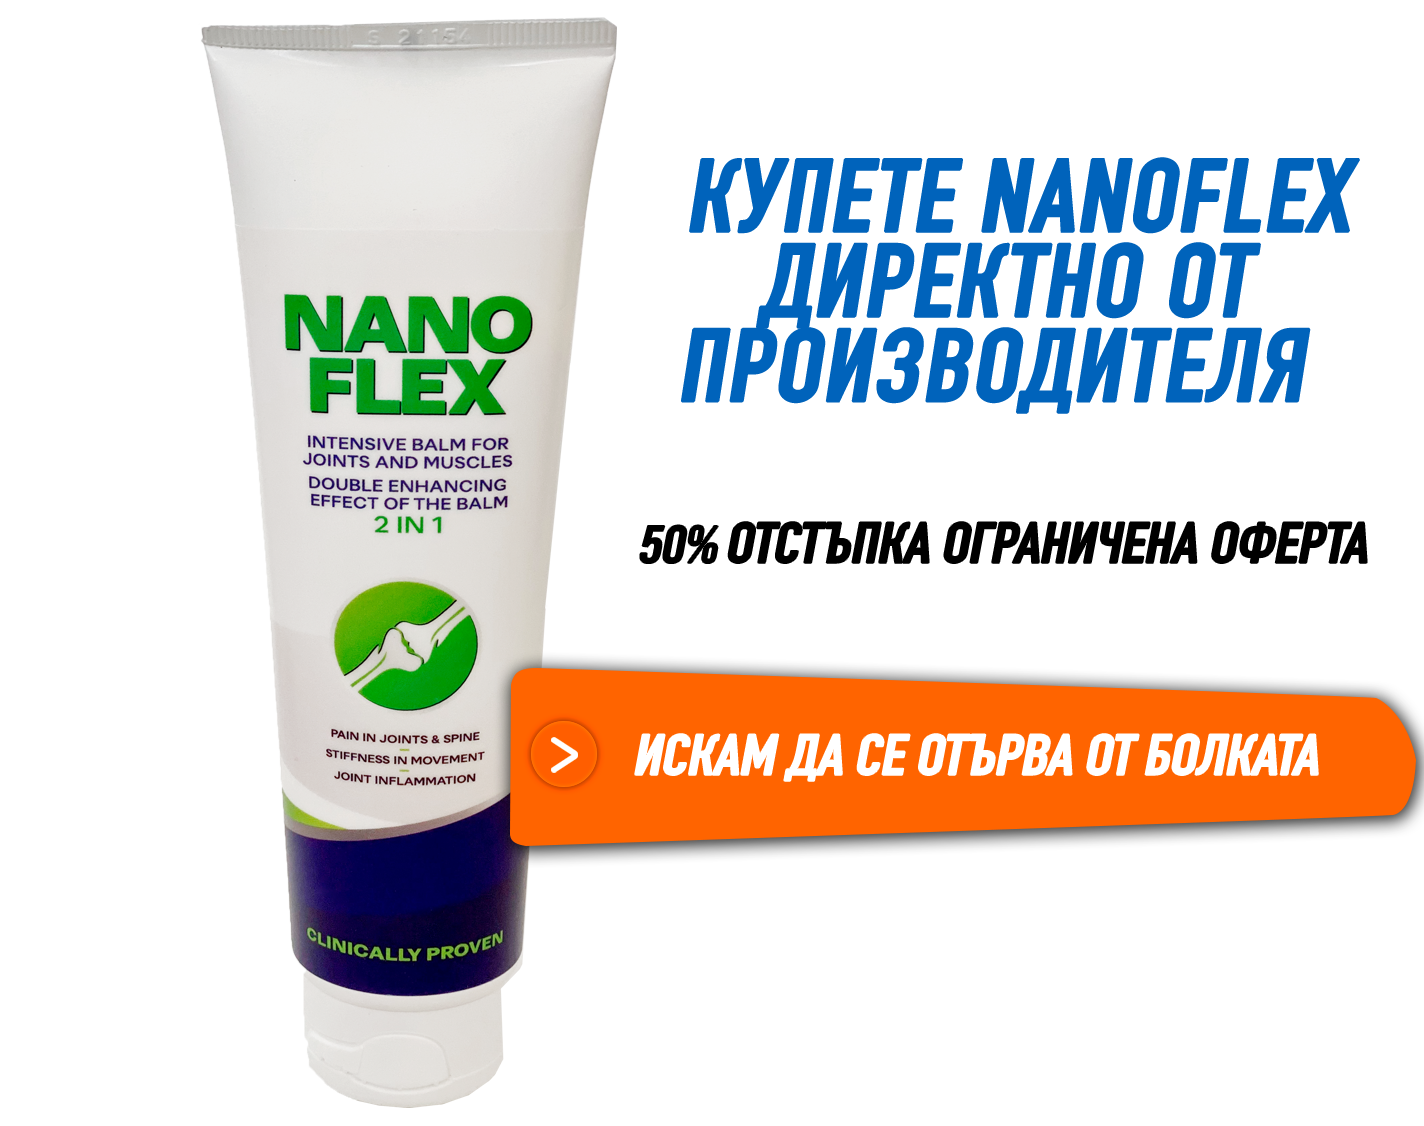 S 21154
NANO
FLEX
INTENSIVE BALM FOR
JOINTS AND MUSCLES
DOUBLE ENHANCING
EFFECT OF THE BALM
2 IN 1
PAIN IN JOINTS & SPINE
STIFFNESS IN MOVEMENT
JOINT INFLAMMATION
CLINICALLY PROVEN
КУПЕТЕ NANOFLEX
ДИРЕКТНО ОТ
ПРОИЗВОДИТЕЛЯ
50% ОТСТЪПКА ОГРАНИЧЕНА ОФЕРТА
ИСКАМ ДА СЕ ОТЪРВА ОТ БОЛКАТА